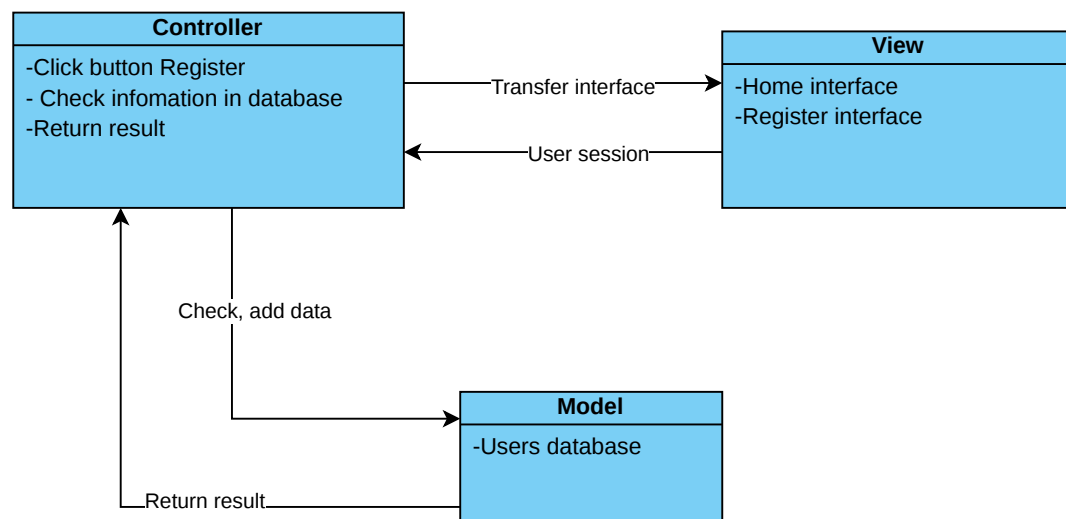 Controller
-Click button Register
- Check infomation in database
-Return result
Transfer interface
User session
View
-Home interface
-Register interface
Check, add data
Model
-Users database
Return result